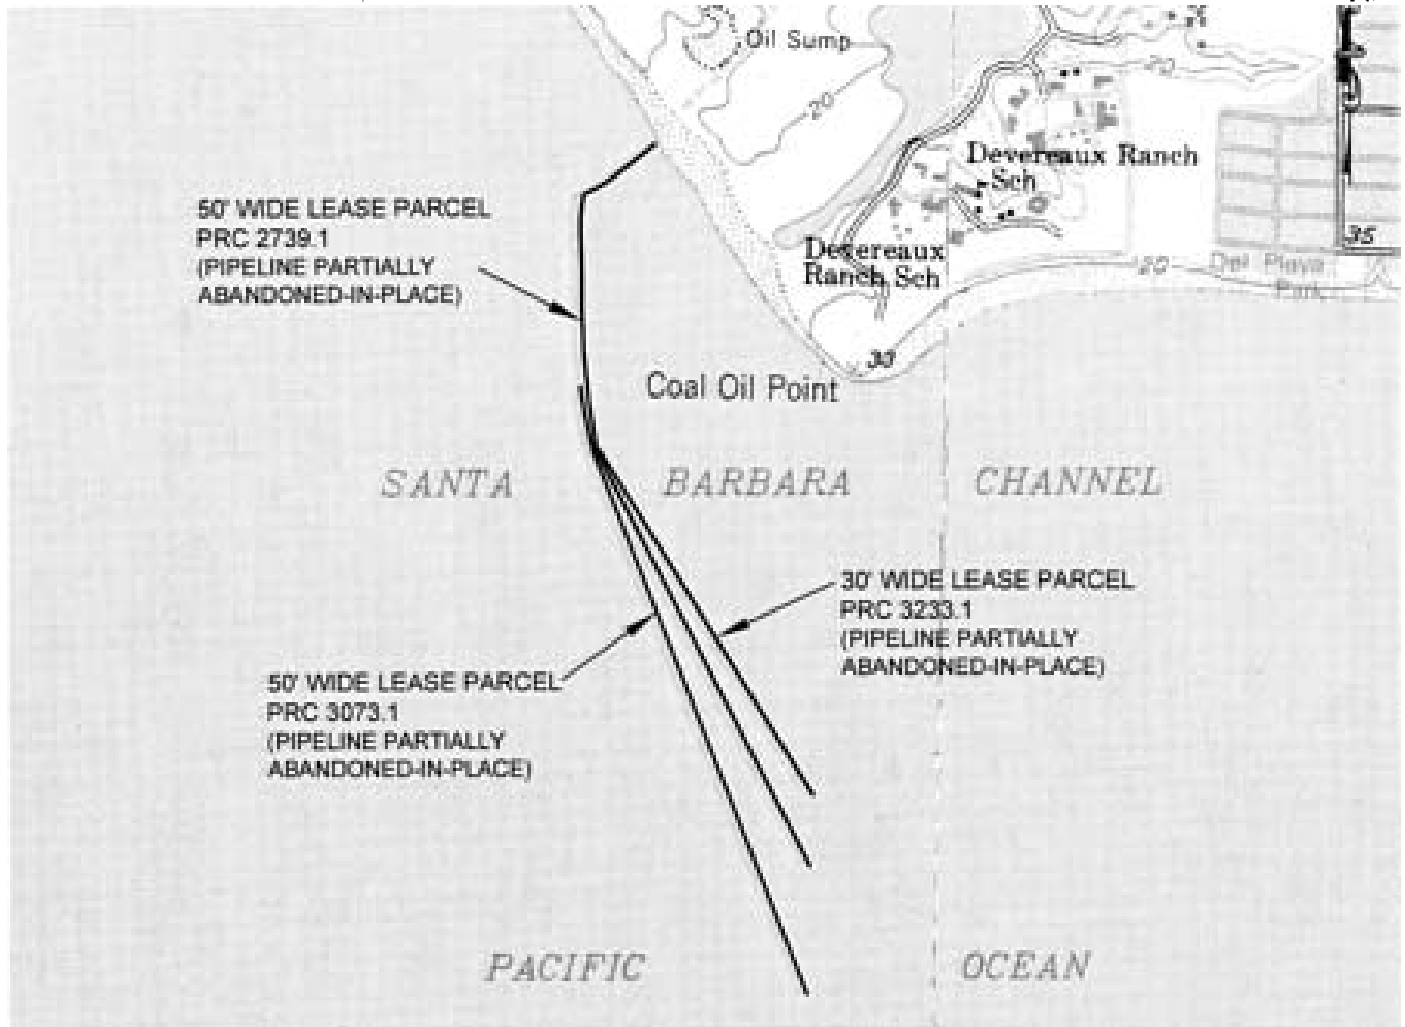 Oil Sump
20
20
Devereaux Ranch
Sch
50' WIDE LEASE PARCEL
PRC 2739.1
(PIPELINE PARTIALLY
ABANDONED-IN-PLACE)
Devereaux
Ranch Sch
35
20
Del Playa
Park
30
Coal Oil Point
SANTA BARBARA CHANNEL
30' WIDE LEASE PARCEL
PRC 3233.1
(PIPELINE PARTIALLY
ABANDONED-IN-PLACE)
50' WIDE LEASE PARCEL
PRC 3073.1
(PIPELINE PARTIALLY
ABANDONED-IN-PLACE)
PACIFIC OCEAN